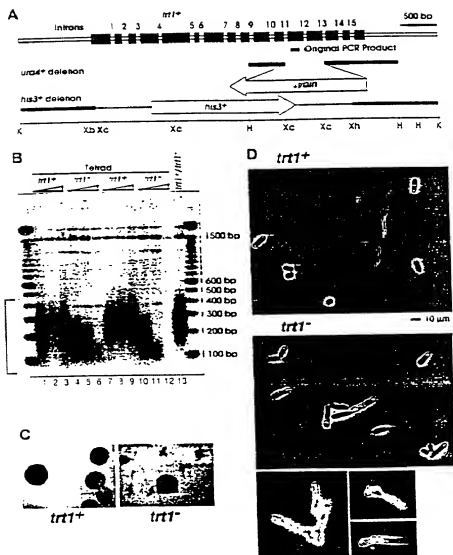 A
trt1+
Introns 1 2 3 4 5 6 7 8 9 10 11 12 13 14 15
500 bp
Original PCR Product
ura4+ deletion
ura4+
his3+ deletion
his3+
K Xb Xc Xc H Xc Xc Xh H H K
B
Tetrad
trt1+ trt1- trt1+ trt1- trt1+/trt1-
1500 bp
600 bp
500 bp
400 bp
300 bp
200 bp
100 bp
1 2 3 4 5 6 7 8 9 10 11 12 13
C
trt1+ trt1-
D
trt1+
10 µm
trt1-